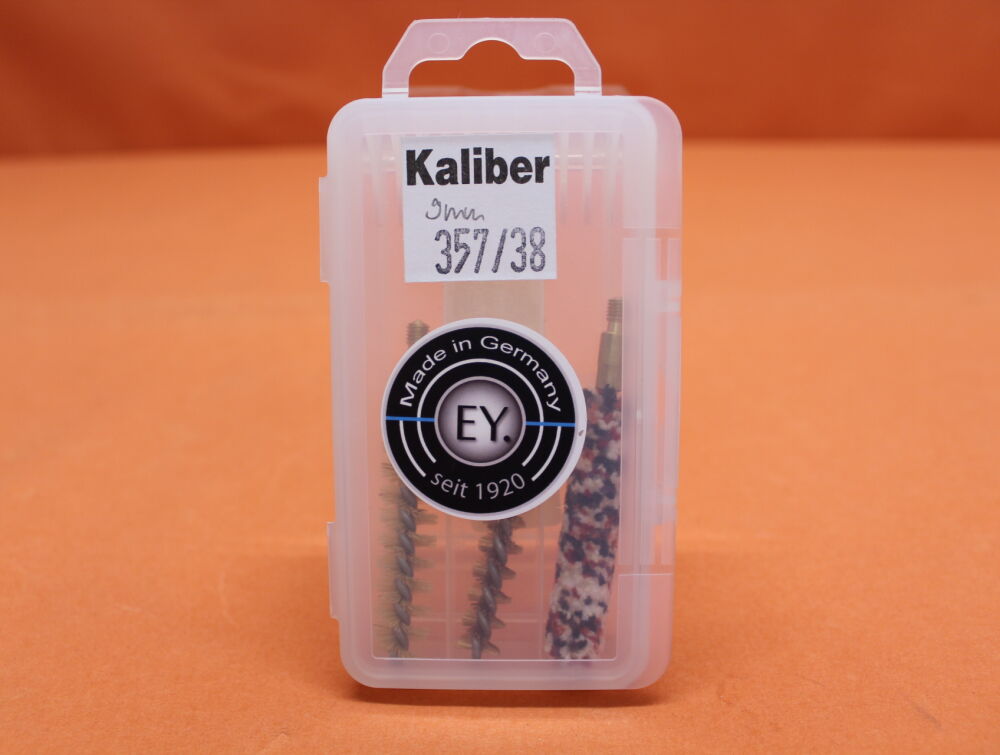 Kaliber
9mm
357/38
Made in Germany
EY.
seit 1920